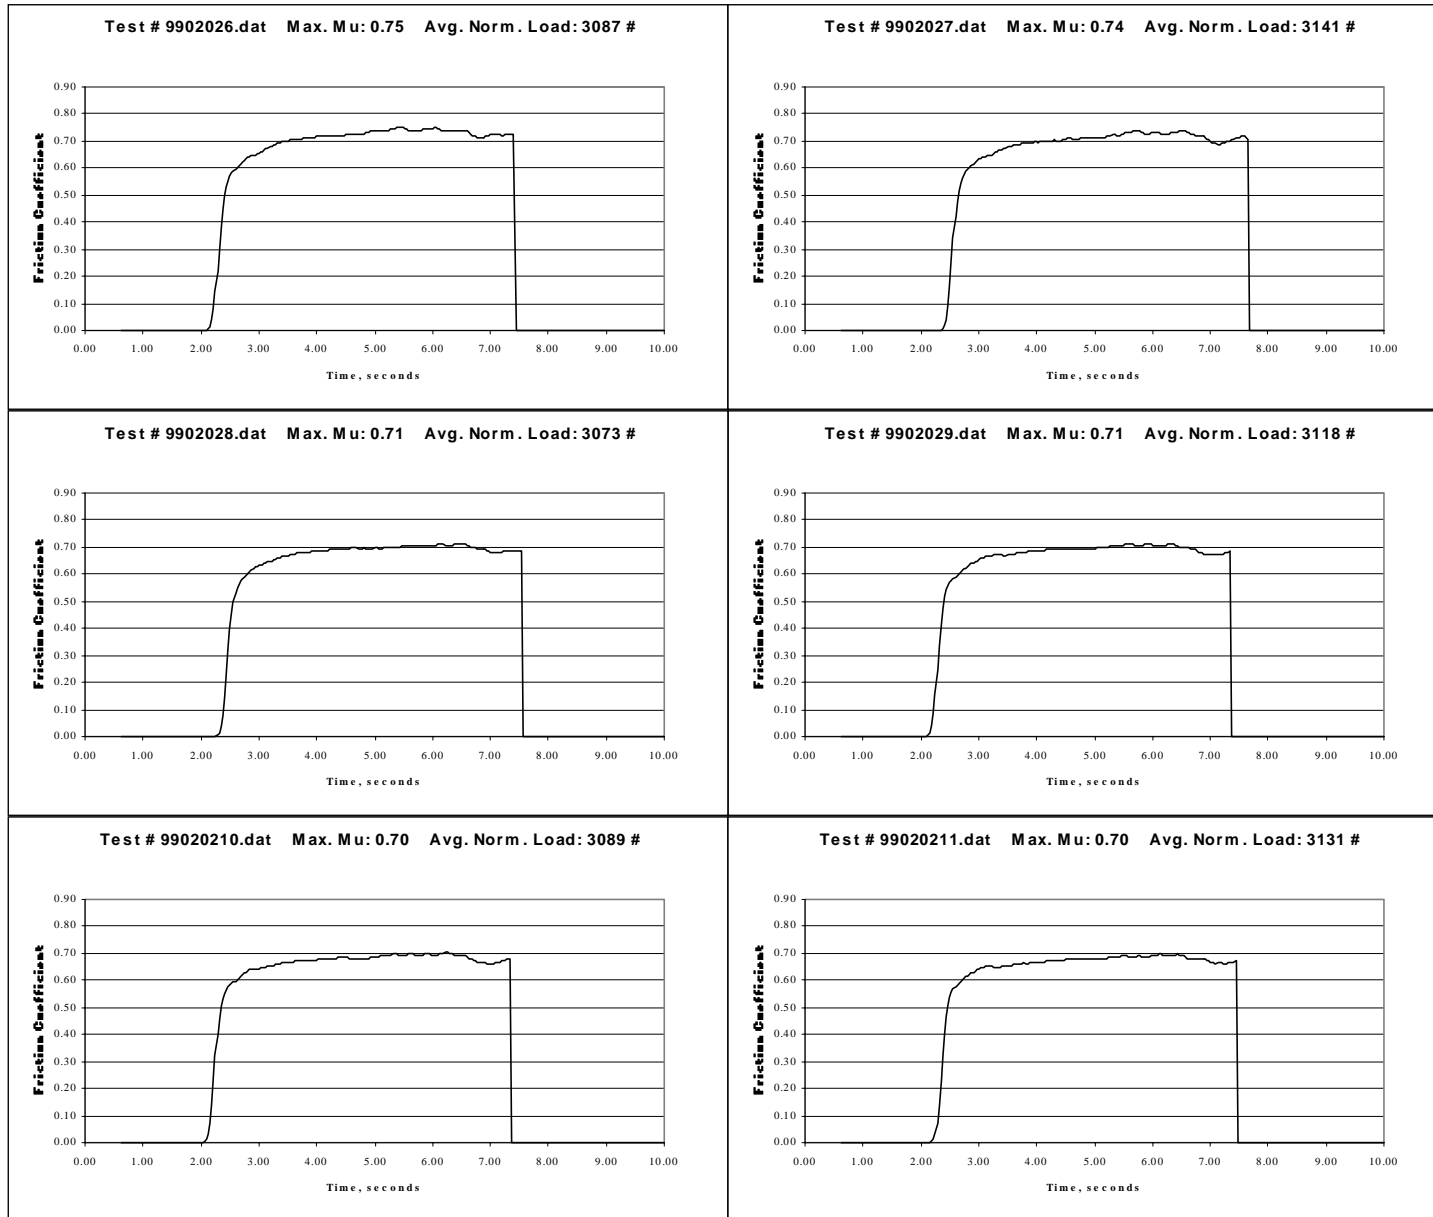 Test # 9902026.dat Max. Mu: 0.75 Avg. Norm. Load: 3087 #
0.90
0.80
0.70
0.60
0.50
0.40
0.30
0.20
0.10
0.00
Friction Coefficient
0.00 1.00 2.00 3.00 4.00 5.00 6.00 7.00 8.00 9.00 10.00
Time, seconds
Test # 9902027.dat Max. Mu: 0.74 Avg. Norm. Load: 3141 #
0.90
0.80
0.70
0.60
0.50
0.40
0.30
0.20
0.10
0.00
Friction Coefficient
0.00 1.00 2.00 3.00 4.00 5.00 6.00 7.00 8.00 9.00 10.00
Time, seconds
Test # 9902028.dat Max. Mu: 0.71 Avg. Norm. Load: 3073 #
0.90
0.80
0.70
0.60
0.50
0.40
0.30
0.20
0.10
0.00
Friction Coefficient
0.00 1.00 2.00 3.00 4.00 5.00 6.00 7.00 8.00 9.00 10.00
Time, seconds
Test # 9902029.dat Max. Mu: 0.71 Avg. Norm. Load: 3118 #
0.90
0.80
0.70
0.60
0.50
0.40
0.30
0.20
0.10
0.00
Friction Coefficient
0.00 1.00 2.00 3.00 4.00 5.00 6.00 7.00 8.00 9.00 10.00
Time, seconds
Test # 99020210.dat Max. Mu: 0.70 Avg. Norm. Load: 3089 #
0.90
0.80
0.70
0.60
0.50
0.40
0.30
0.20
0.10
0.00
Friction Coefficient
0.00 1.00 2.00 3.00 4.00 5.00 6.00 7.00 8.00 9.00 10.00
Time, seconds
Test # 99020211.dat Max. Mu: 0.70 Avg. Norm. Load: 3131 #
0.90
0.80
0.70
0.60
0.50
0.40
0.30
0.20
0.10
0.00
Friction Coefficient
0.00 1.00 2.00 3.00 4.00 5.00 6.00 7.00 8.00 9.00 10.00
Time, seconds